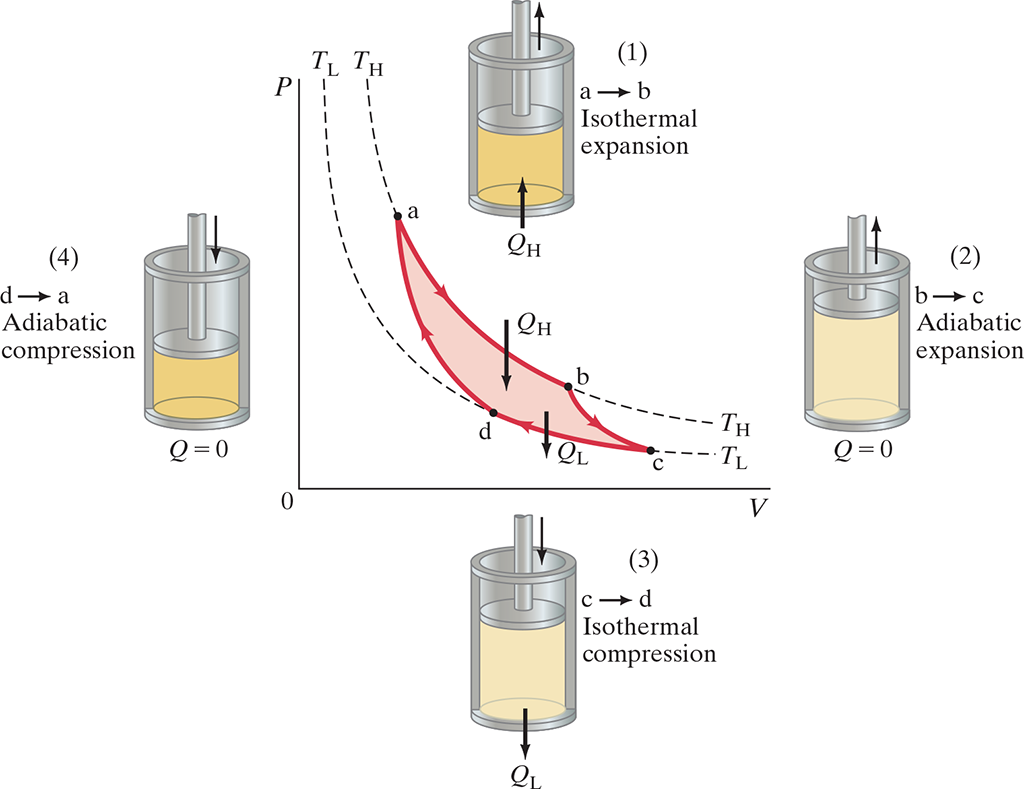 (1)
a → b
Isothermal
expansion
Q_H
T_L T_H
P
a
Q_H
b
d
Q_L
c
T_H
T_L
0
V
(4)
d → a
Adiabatic
compression
Q = 0
(2)
b → c
Adiabatic
expansion
Q = 0
(3)
c → d
Isothermal
compression
Q_L